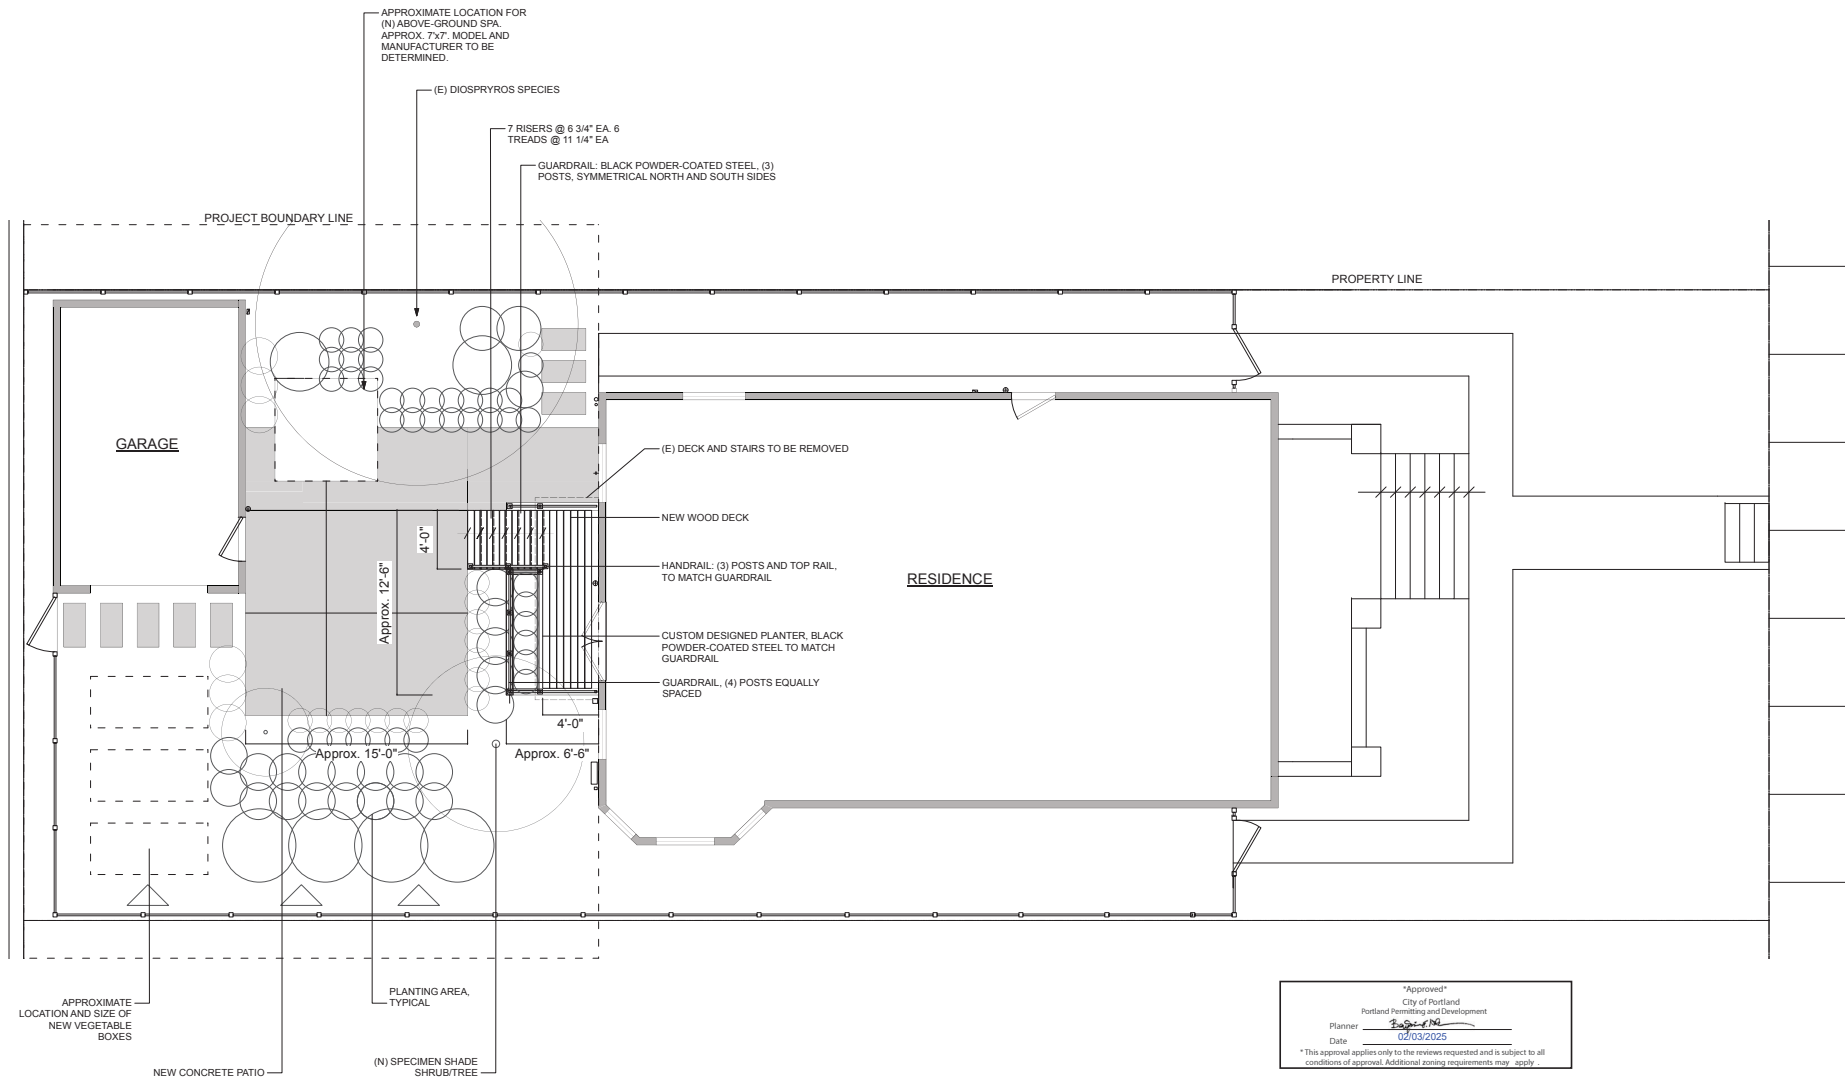 APPROXIMATE LOCATION FOR
(N) ABOVE-GROUND SPA.
APPROX. 7'x7'. MODEL AND
MANUFACTURER TO BE
DETERMINED.
(E) DIOSPRYROS SPECIES
7 RISERS @ 6 3/4" EA. 6
TREADS @ 11 1/4" EA
GUARDRAIL: BLACK POWDER-COATED STEEL, (3)
POSTS, SYMMETRICAL NORTH AND SOUTH SIDES
PROJECT BOUNDARY LINE
PROPERTY LINE
GARAGE
(E) DECK AND STAIRS TO BE REMOVED
NEW WOOD DECK
4'-0"
HANDRAIL: (3) POSTS AND TOP RAIL,
TO MATCH GUARDRAIL
RESIDENCE
Approx. 12'-6"
CUSTOM DESIGNED PLANTER, BLACK
POWDER-COATED STEEL TO MATCH
GUARDRAIL
GUARDRAIL, (4) POSTS EQUALLY
SPACED
4'-0"
Approx. 15'-0"
Approx. 6'-6"
APPROXIMATE
LOCATION AND SIZE OF
NEW VEGETABLE
BOXES
PLANTING AREA,
TYPICAL
NEW CONCRETE PATIO
(N) SPECIMEN SHADE
SHRUB/TREE
*Approved*
City of Portland
Portland Permitting and Development
Planner
Date 02/03/2025
* This approval applies only to the reviews requested and is subject to all
conditions of approval. Additional zoning requirements may apply .